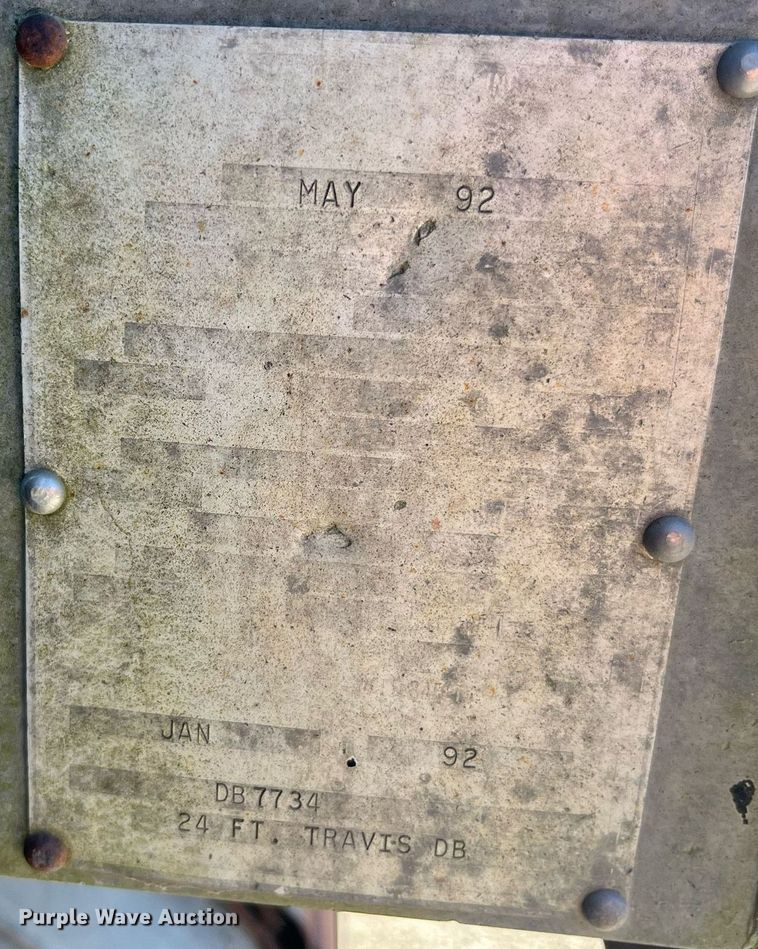 MAY 92
JAN 92
DB7734
24 FT. TRAVIS DB
Purple Wave Auction